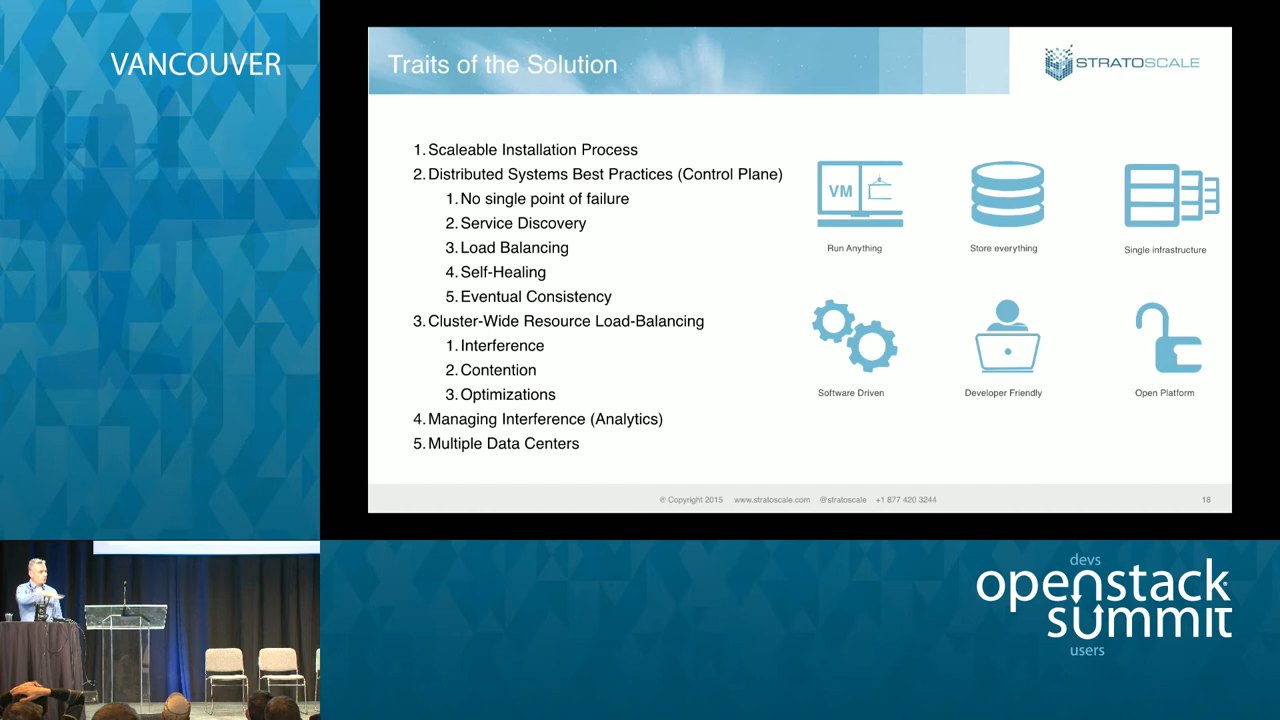 VANCOUVER
Traits of the Solution
STRATOSCALE
1. Scaleable Installation Process
2. Distributed Systems Best Practices (Control Plane)
1. No single point of failure
2. Service Discovery
3. Load Balancing
4. Self-Healing
5. Eventual Consistency
3. Cluster-Wide Resource Load-Balancing
1. Interference
2. Contention
3. Optimizations
4. Managing Interference (Analytics)
5. Multiple Data Centers
VM
Run Anything
Store everything
Single infrastructure
Software Driven
Developer Friendly
Open Platform
® Copyright 2015 www.stratoscale.com @stratoscale +1 877 420 3244
18
devs
openstack
summit
users